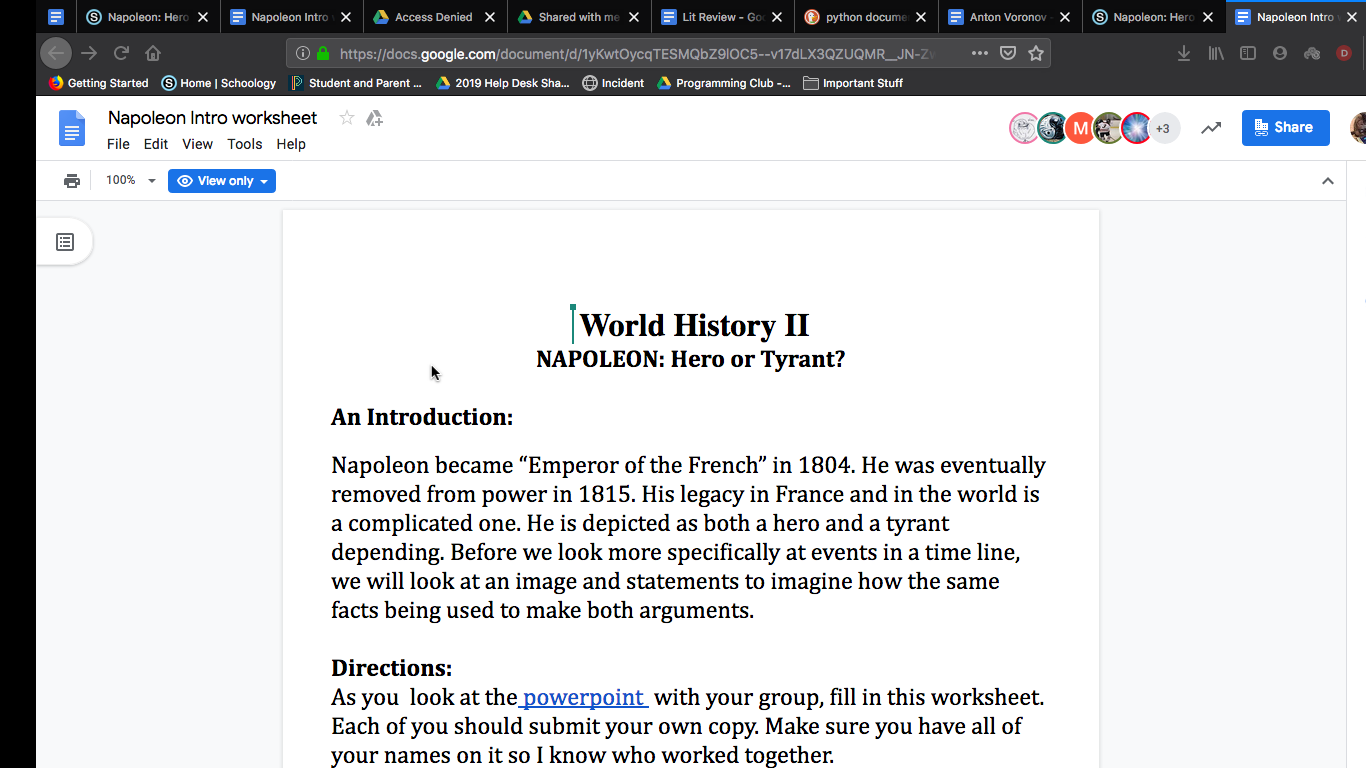 Napoleon: Hero
Napoleon Intro
Access Denied
Shared with me
Lit Review - Goo
python docume
Anton Voronov -
Napoleon: Hero
Napoleon Intro
https://docs.google.com/document/d/
Getting Started
Home | Schoology
Student and Parent ...
2019 Help Desk Sha...
Incident
Programming Club -...
Important Stuff
Napoleon Intro worksheet
File Edit View Tools Help
M
+3
Share
100%
View only
World History II
NAPOLEON: Hero or Tyrant?
An Introduction:
Napoleon became “Emperor of the French” in 1804. He was eventually
removed from power in 1815. His legacy in France and in the world is
a complicated one. He is depicted as both a hero and a tyrant
depending. Before we look more specifically at events in a time line,
we will look at an image and statements to imagine how the same
facts being used to make both arguments.
Directions:
As you look at the powerpoint with your group, fill in this worksheet.
Each of you should submit your own copy. Make sure you have all of
your names on it so I know who worked together.